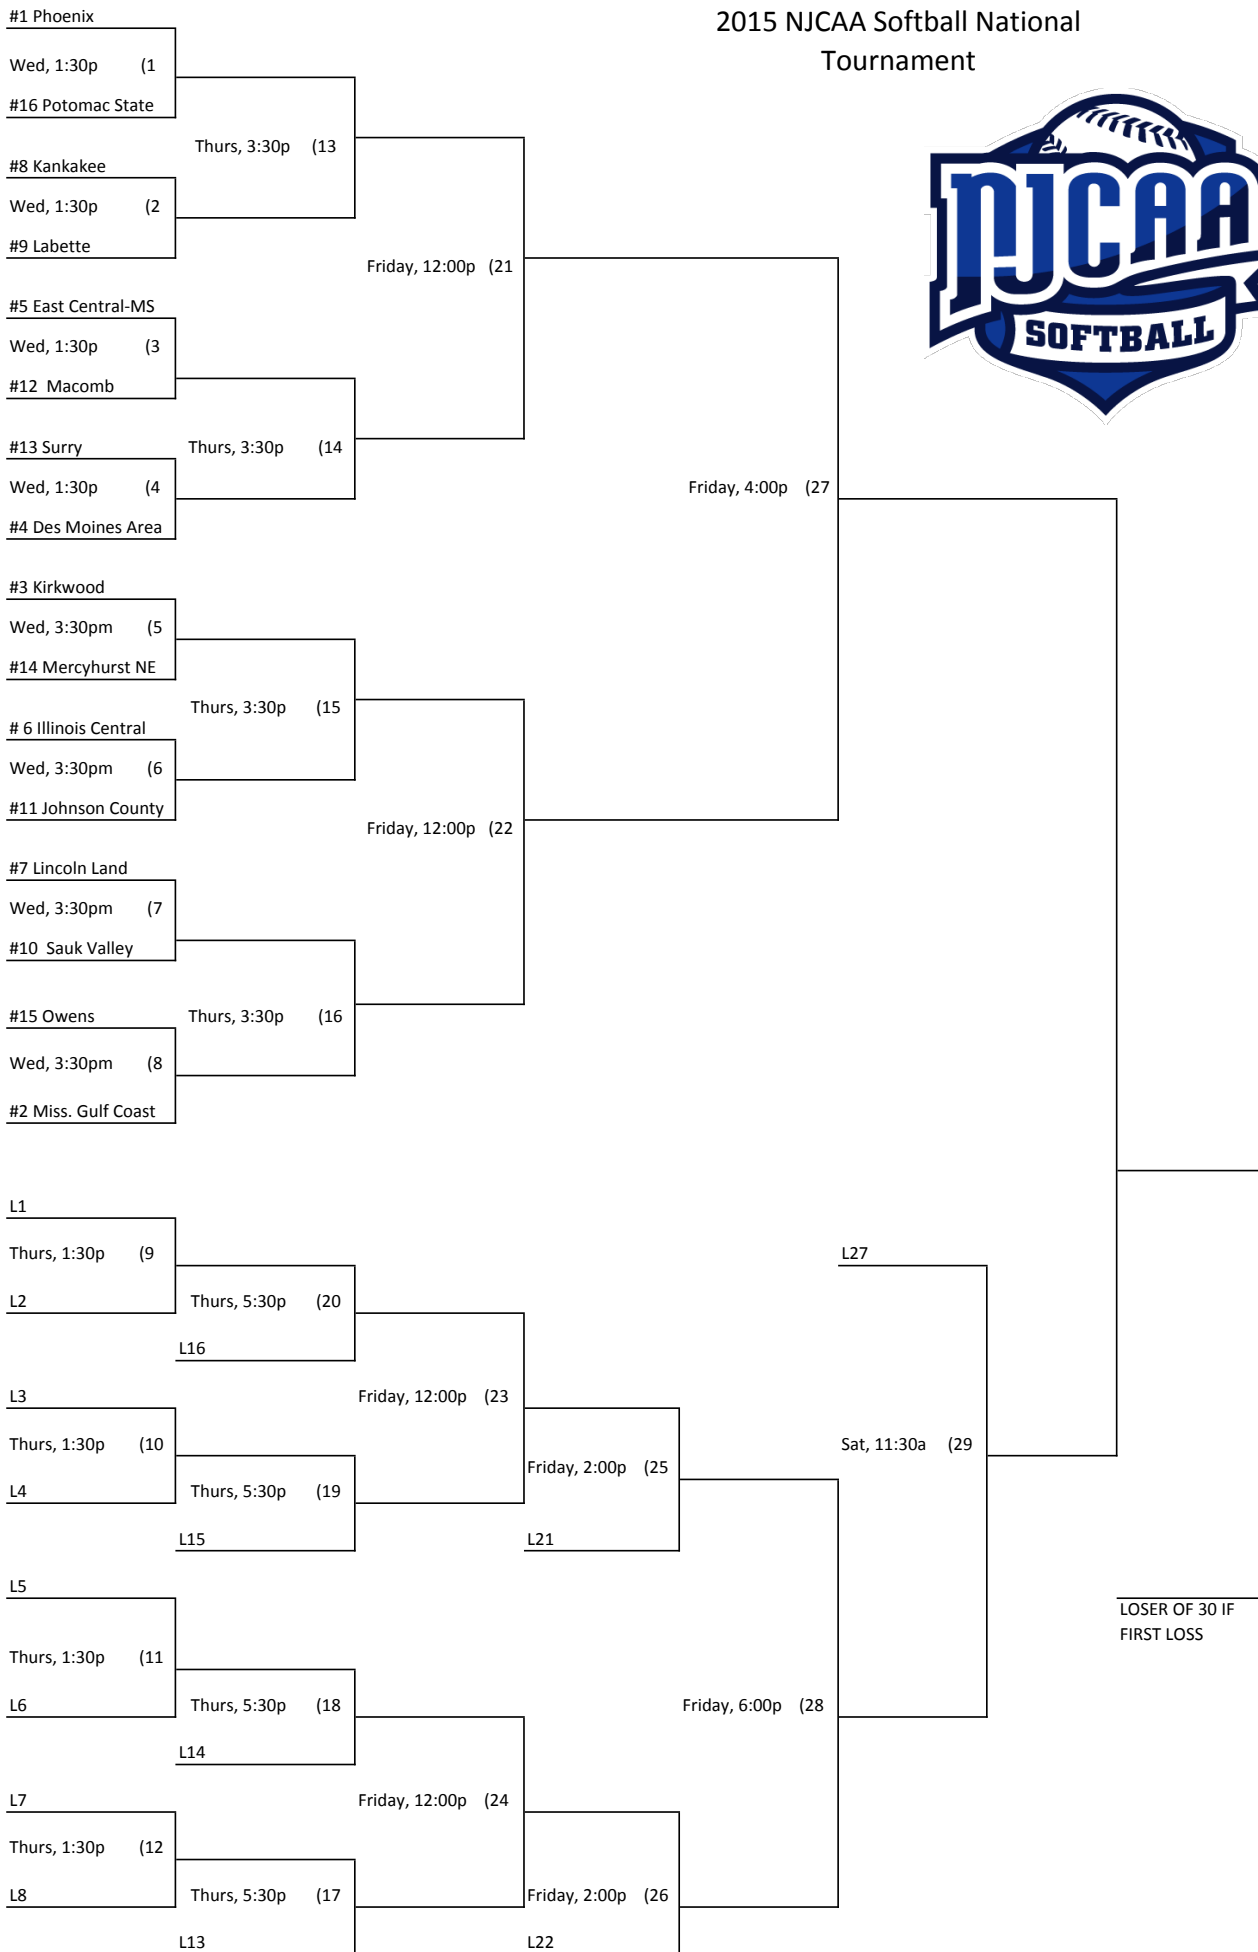 #1 Phoenix
2015 NJCAA Softball National
Tournament
Wed, 1:30p (1
#16 Potomac State
Thurs, 3:30p (13
#8 Kankakee
Wed, 1:30p (2
#9 Labette
NJCAA
SOFTBALL
Friday, 12:00p (21
#5 East Central-MS
Wed, 1:30p (3
#12 Macomb
#13 Surry
Thurs, 3:30p (14
Wed, 1:30p (4
Friday, 4:00p (27
#4 Des Moines Area
#3 Kirkwood
Wed, 3:30pm (5
#14 Mercyhurst NE
Thurs, 3:30p (15
# 6 Illinois Central
Wed, 3:30pm (6
#11 Johnson County
Friday, 12:00p (22
#7 Lincoln Land
Wed, 3:30pm (7
#10 Sauk Valley
#15 Owens
Thurs, 3:30p (16
Wed, 3:30pm (8
#2 Miss. Gulf Coast
L1
Thurs, 1:30p (9
L27
L2
Thurs, 5:30p (20
L16
L3
Friday, 12:00p (23
Thurs, 1:30p (10
Sat, 11:30a (29
Friday, 2:00p (25
L4
Thurs, 5:30p (19
L15
L21
L5
LOSER OF 30 IF
FIRST LOSS
Thurs, 1:30p (11
L6
Thurs, 5:30p (18
Friday, 6:00p (28
L14
L7
Friday, 12:00p (24
Thurs, 1:30p (12
L8
Thurs, 5:30p (17
Friday, 2:00p (26
L13
L22